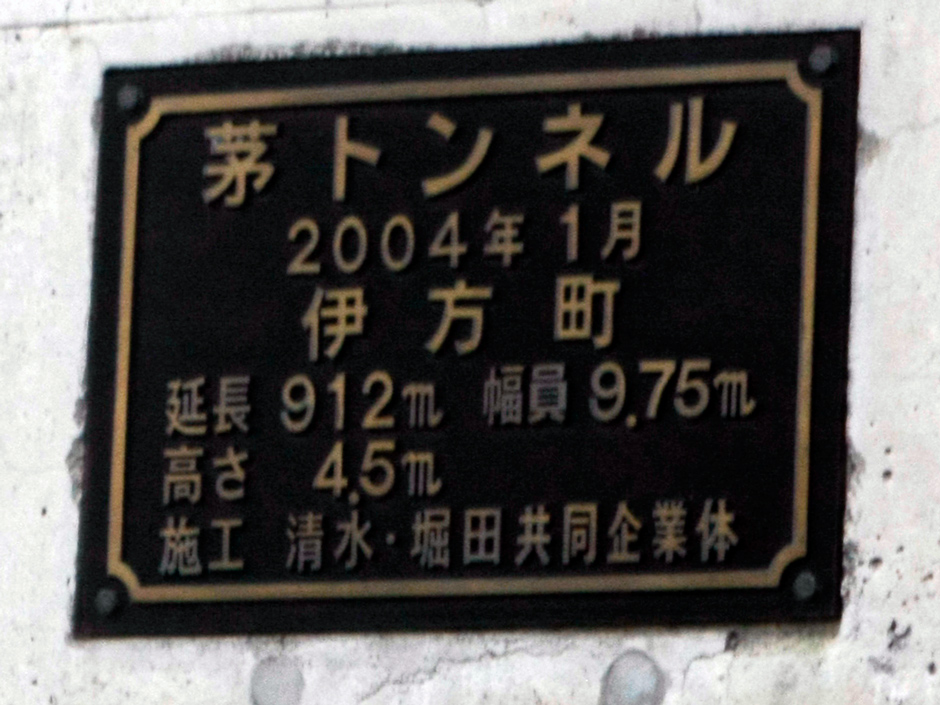 茅トンネル
2004年1月
伊方町
延長 912m 幅員 9.75m
高さ 4.5m
施工 清水・堀田共同企業体